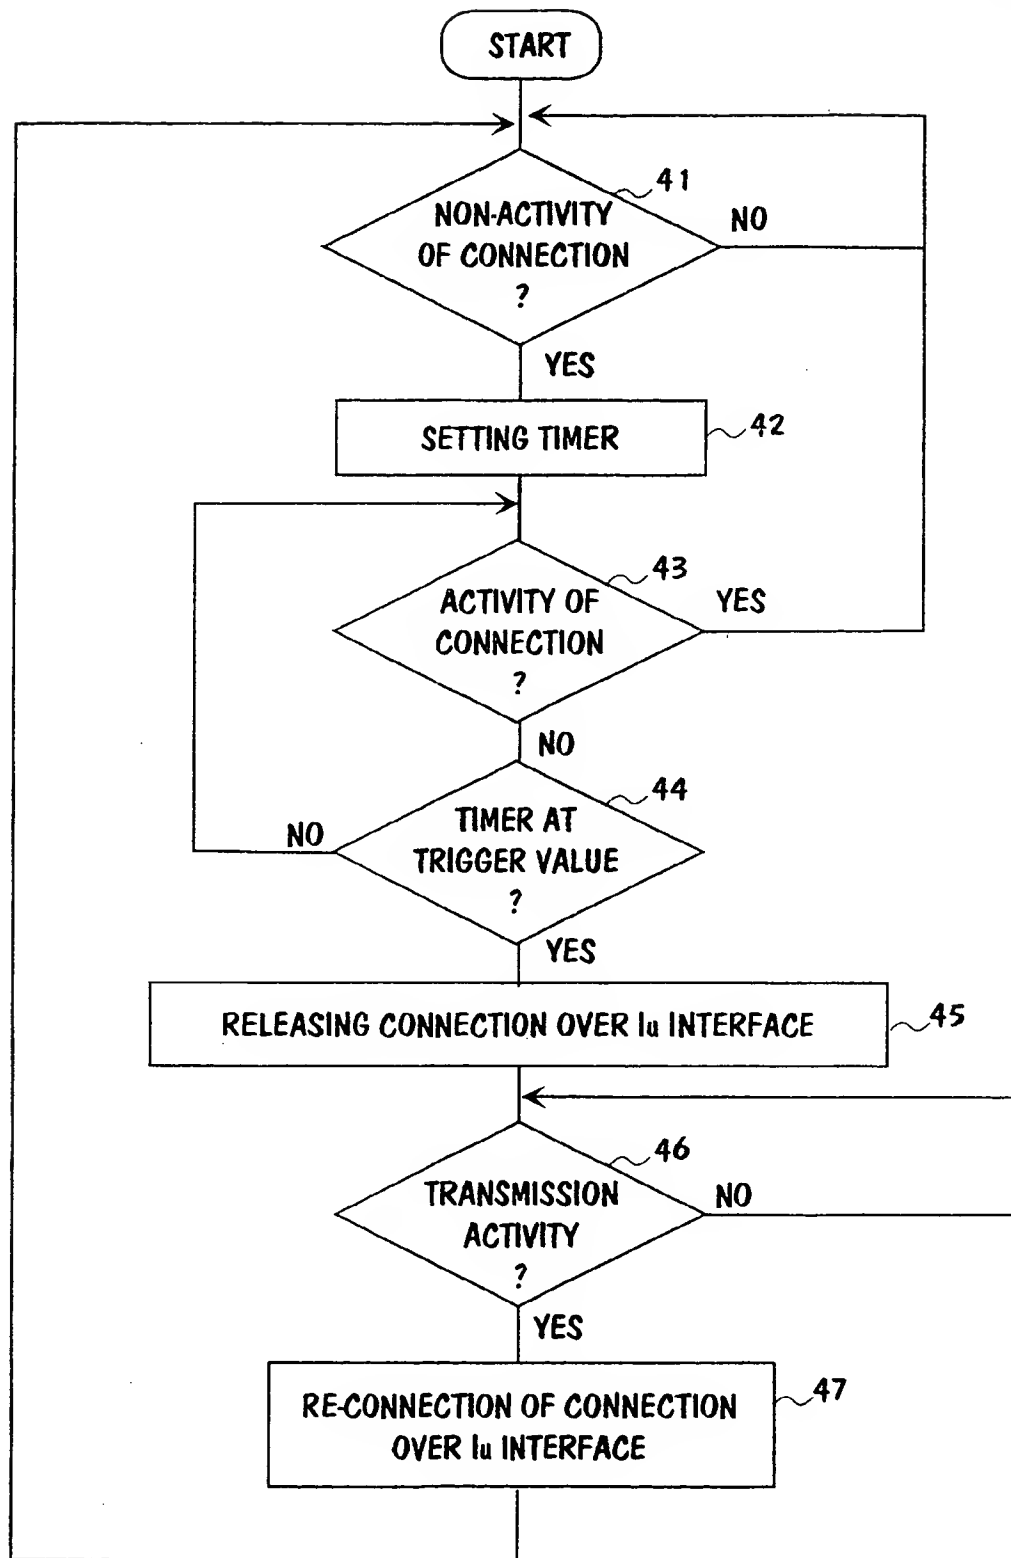 START
41
NON-ACTIVITY
OF CONNECTION
?
NO
YES
SETTING TIMER
42
43
ACTIVITY OF
CONNECTION
?
YES
NO
44
TIMER AT
TRIGGER VALUE
?
NO
YES
RELEASING CONNECTION OVER Iu INTERFACE
45
46
TRANSMISSION
ACTIVITY
?
NO
YES
47
RE-CONNECTION OF CONNECTION
OVER Iu INTERFACE